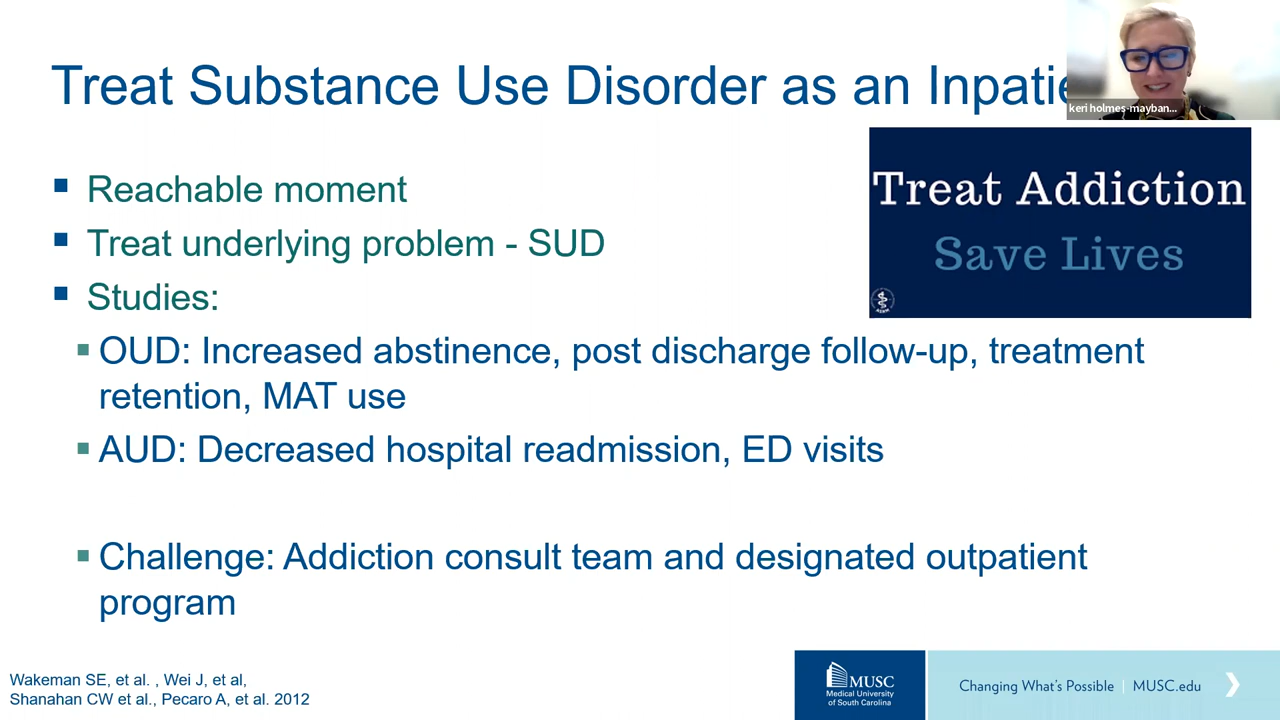 Treat Substance Use Disorder as an Inpatie
keri holmes-mayban...
Treat Addiction
Save Lives
Reachable moment
Treat underlying problem - SUD
Studies:
OUD: Increased abstinence, post discharge follow-up, treatment
retention, MAT use
AUD: Decreased hospital readmission, ED visits
Challenge: Addiction consult team and designated outpatient
program
Wakeman SE, et al. , Wei J, et al,
Shanahan CW et al., Pecaro A, et al. 2012
MUSC
Medical University
of South Carolina
Changing What's Possible | MUSC.edu